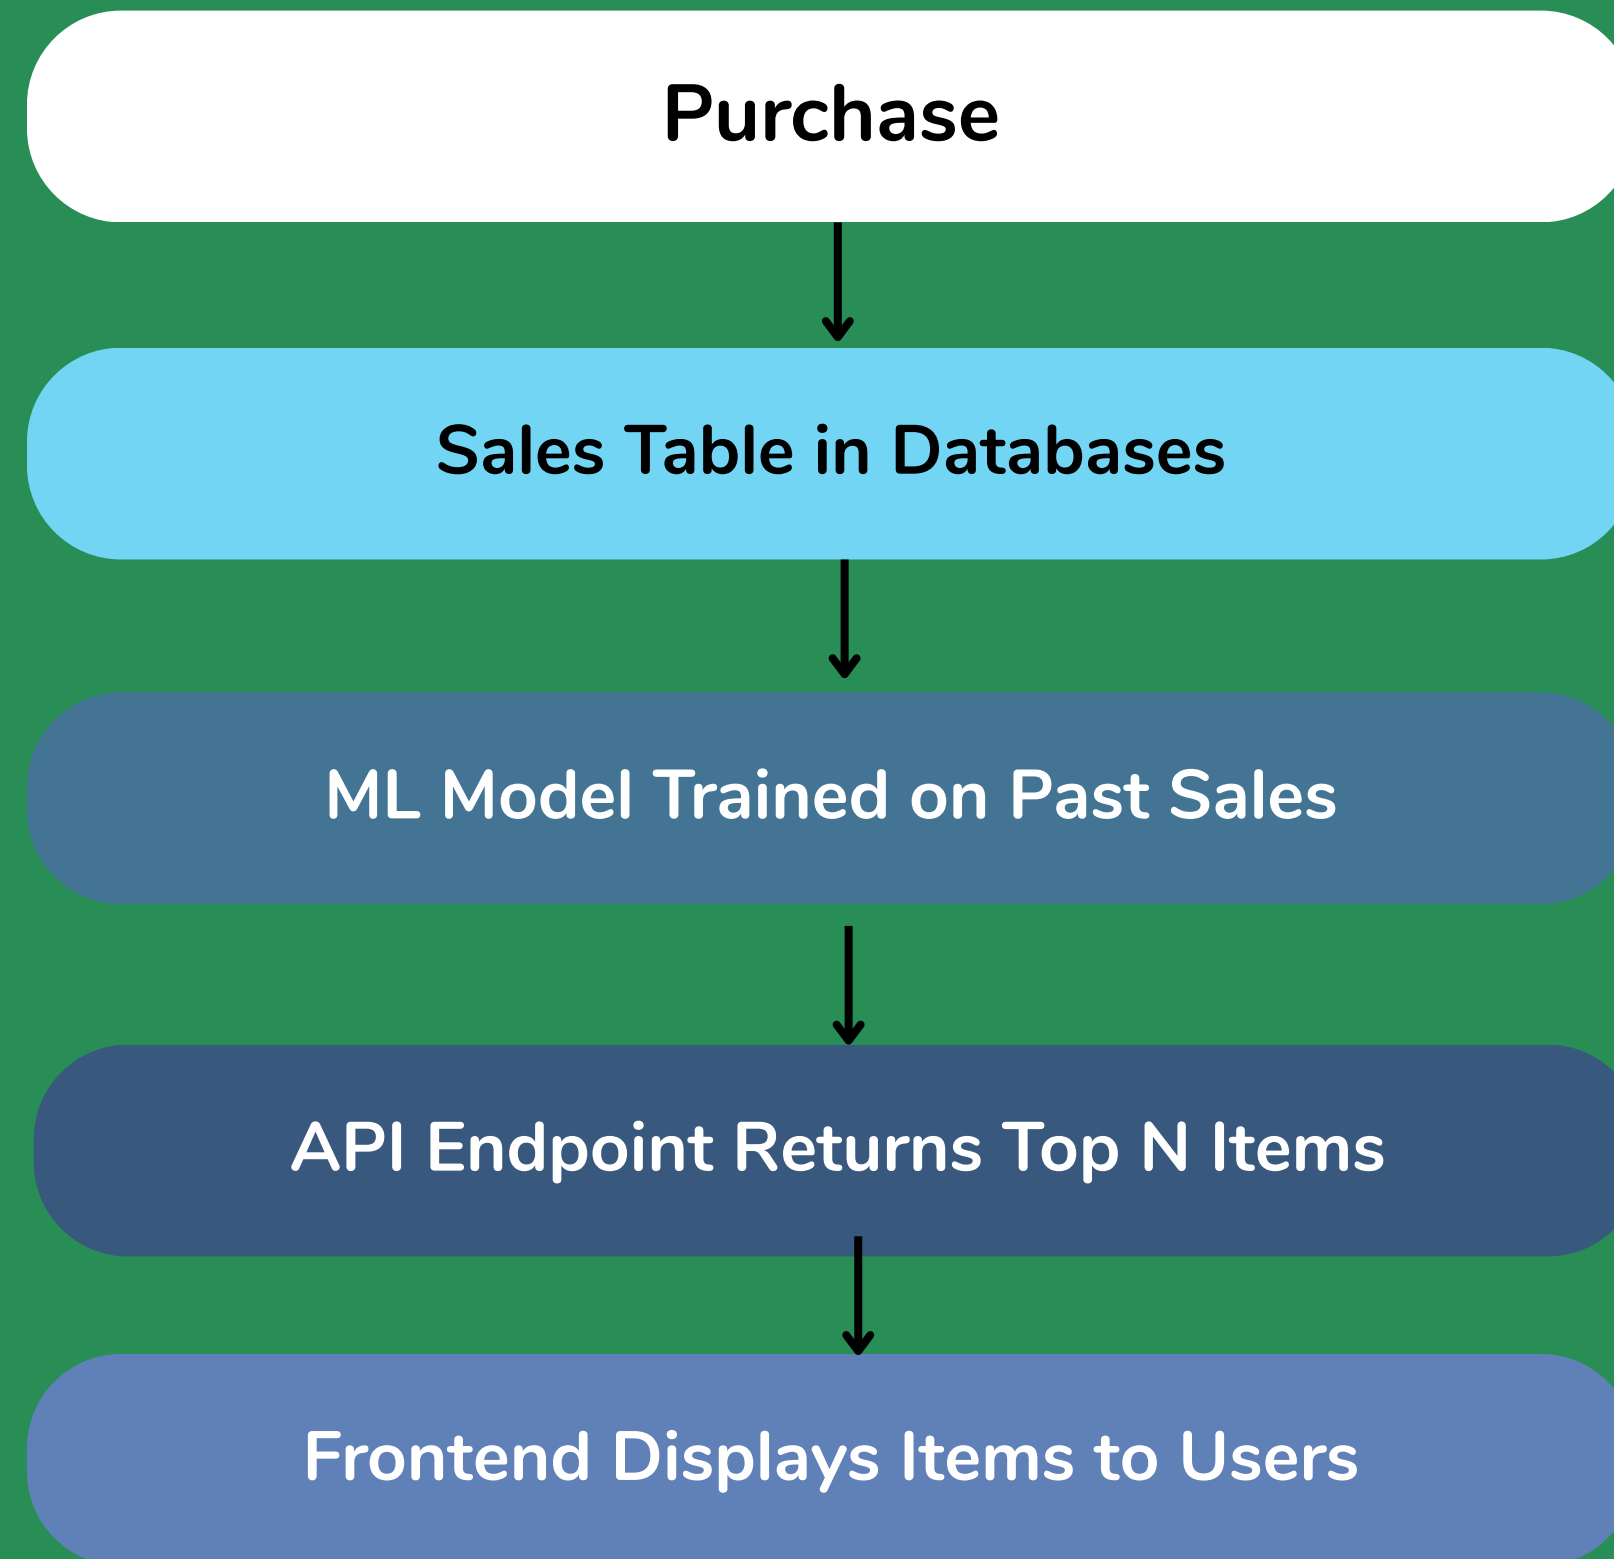 Purchase
Sales Table in Databases
ML Model Trained on Past Sales
API Endpoint Returns Top N Items
Frontend Displays Items to Users